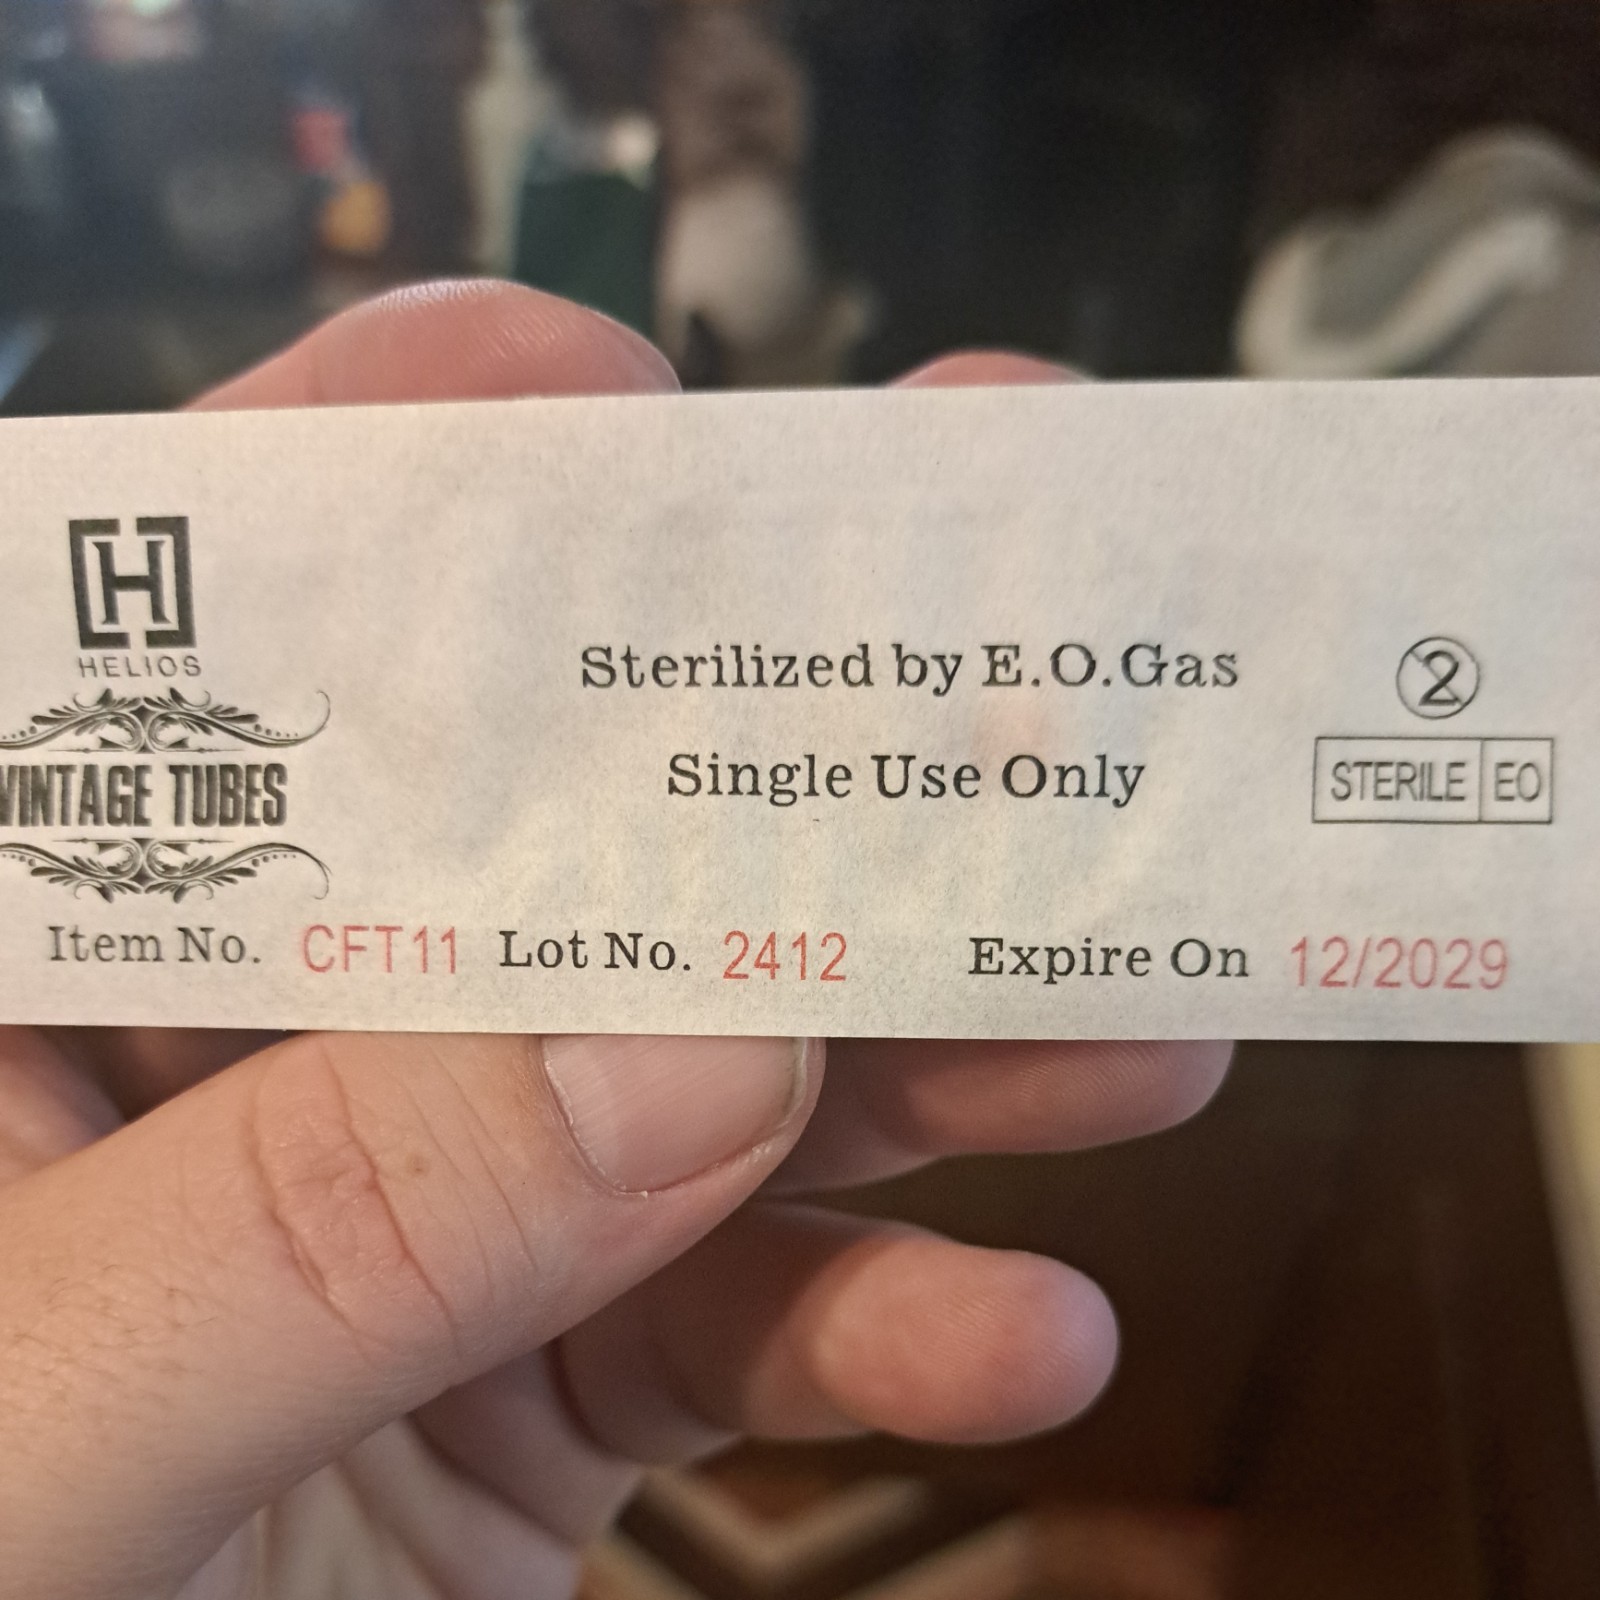 H
HELIOS
VINTAGE TUBES
Sterilized by E.O.Gas
Single Use Only
2
STERILE EO
Item No. CFT11 Lot No. 2412 Expire On 12/2029